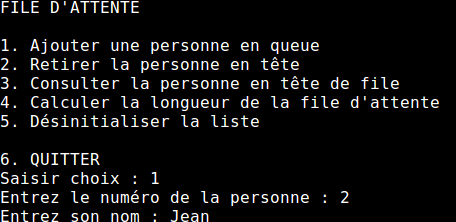 FILE D'ATTENTE
1. Ajouter une personne en queue
2. Retirer la personne en tête
3. Consulter la personne en tête de file
4. Calculer la longueur de la file d'attente
5. Désinitialiser la liste
6. QUITTER
Saisir choix : 1
Entrez le numéro de la personne : 2
Entrez son nom : Jean